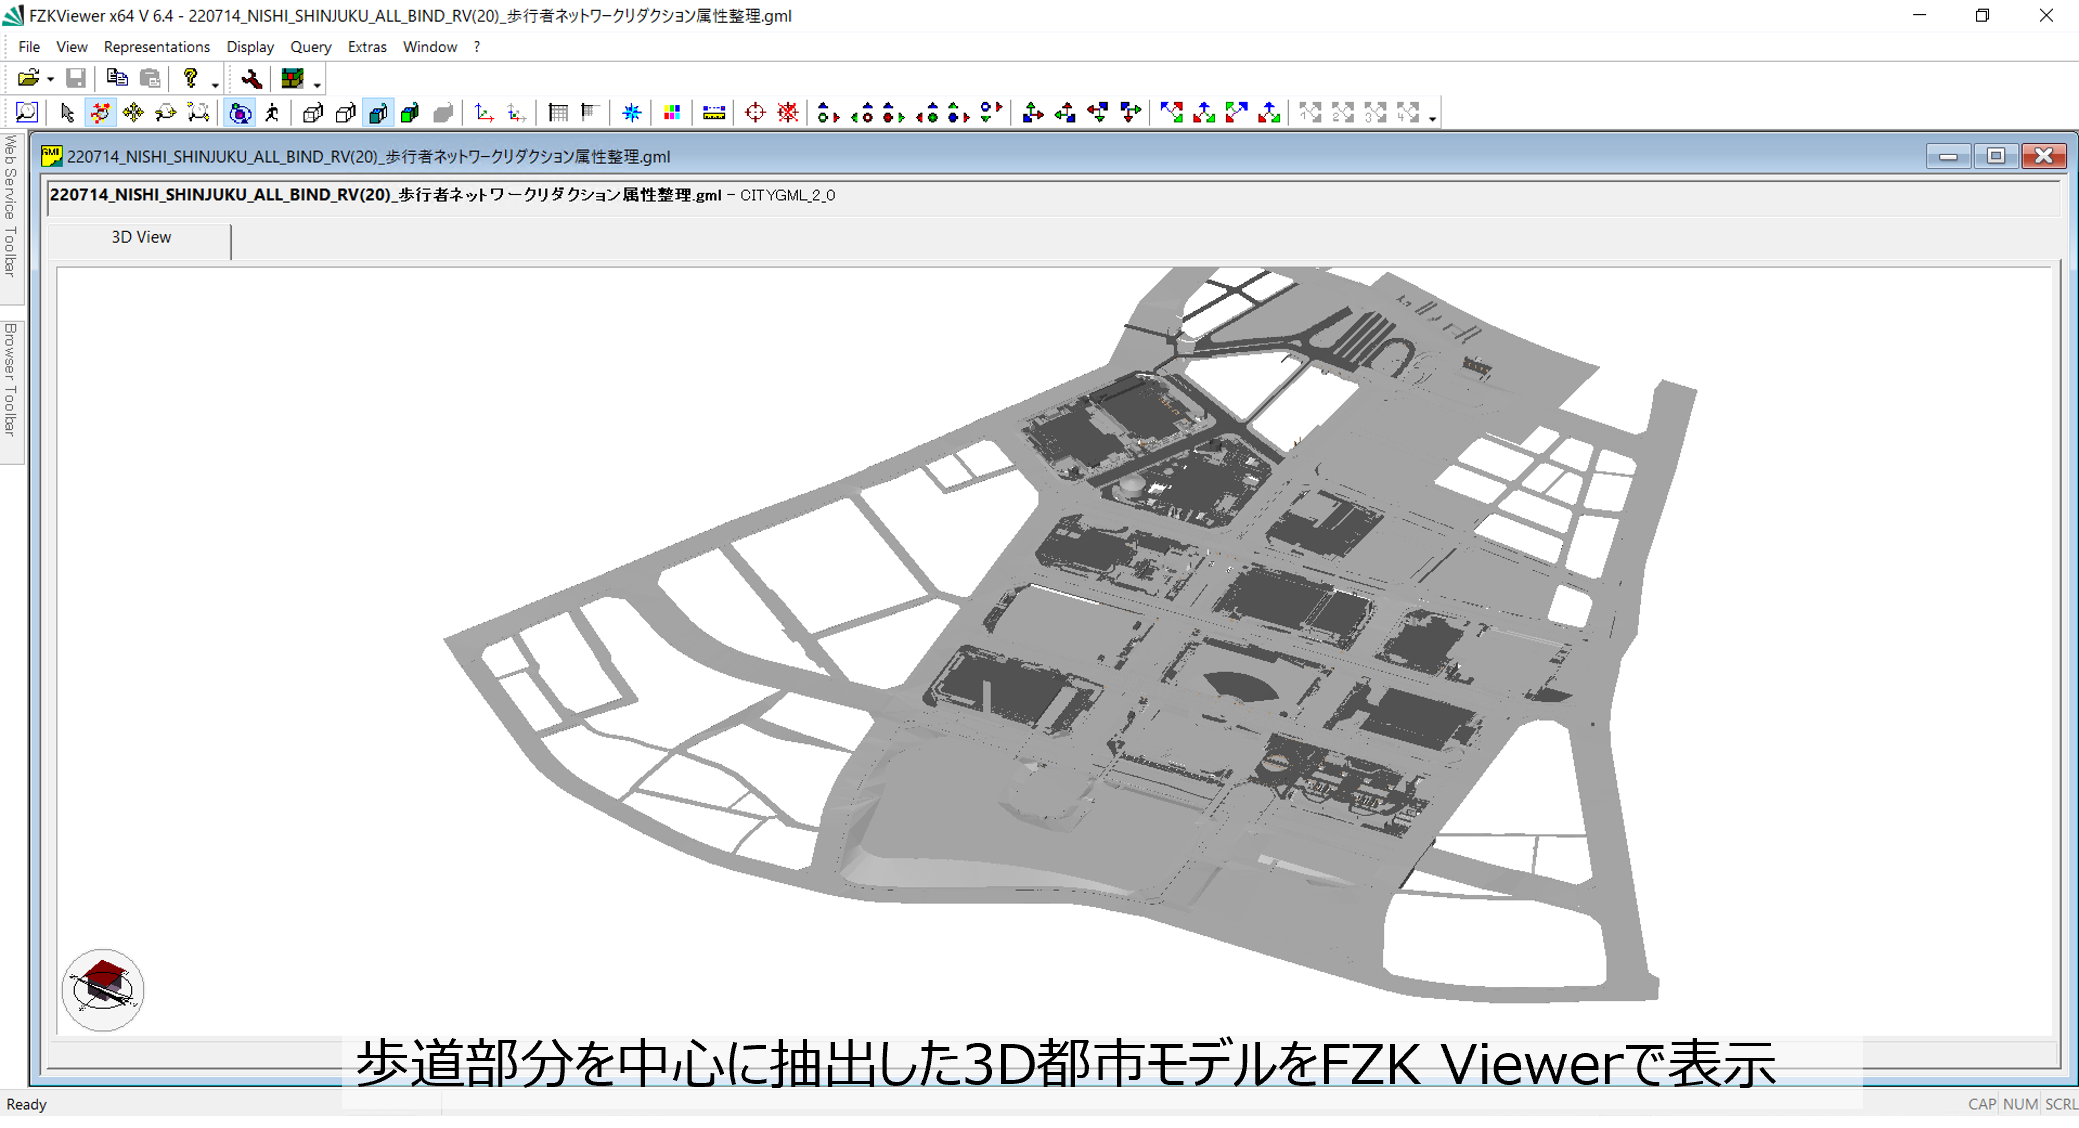 FZKViewer x64 V 6.4 - 220714_NISHI_SHINJUKU_ALL_BIND_RV(20)_歩行者ネットワークリダクション属性整理.gml
File View Representations Display Query Extras Window ?
Web Service Toolbar
Browser Toolbar
GML 220714_NISHI_SHINJUKU_ALL_BIND_RV(20)_歩行者ネットワークリダクション属性整理.gml
220714_NISHI_SHINJUKU_ALL_BIND_RV(20)_歩行者ネットワークリダクション属性整理.gml - CITYGML_2_0
3D View
歩道部分を中心に抽出した3D都市モデルをFZK Viewerで表示
Ready
CAP NUM SCRL